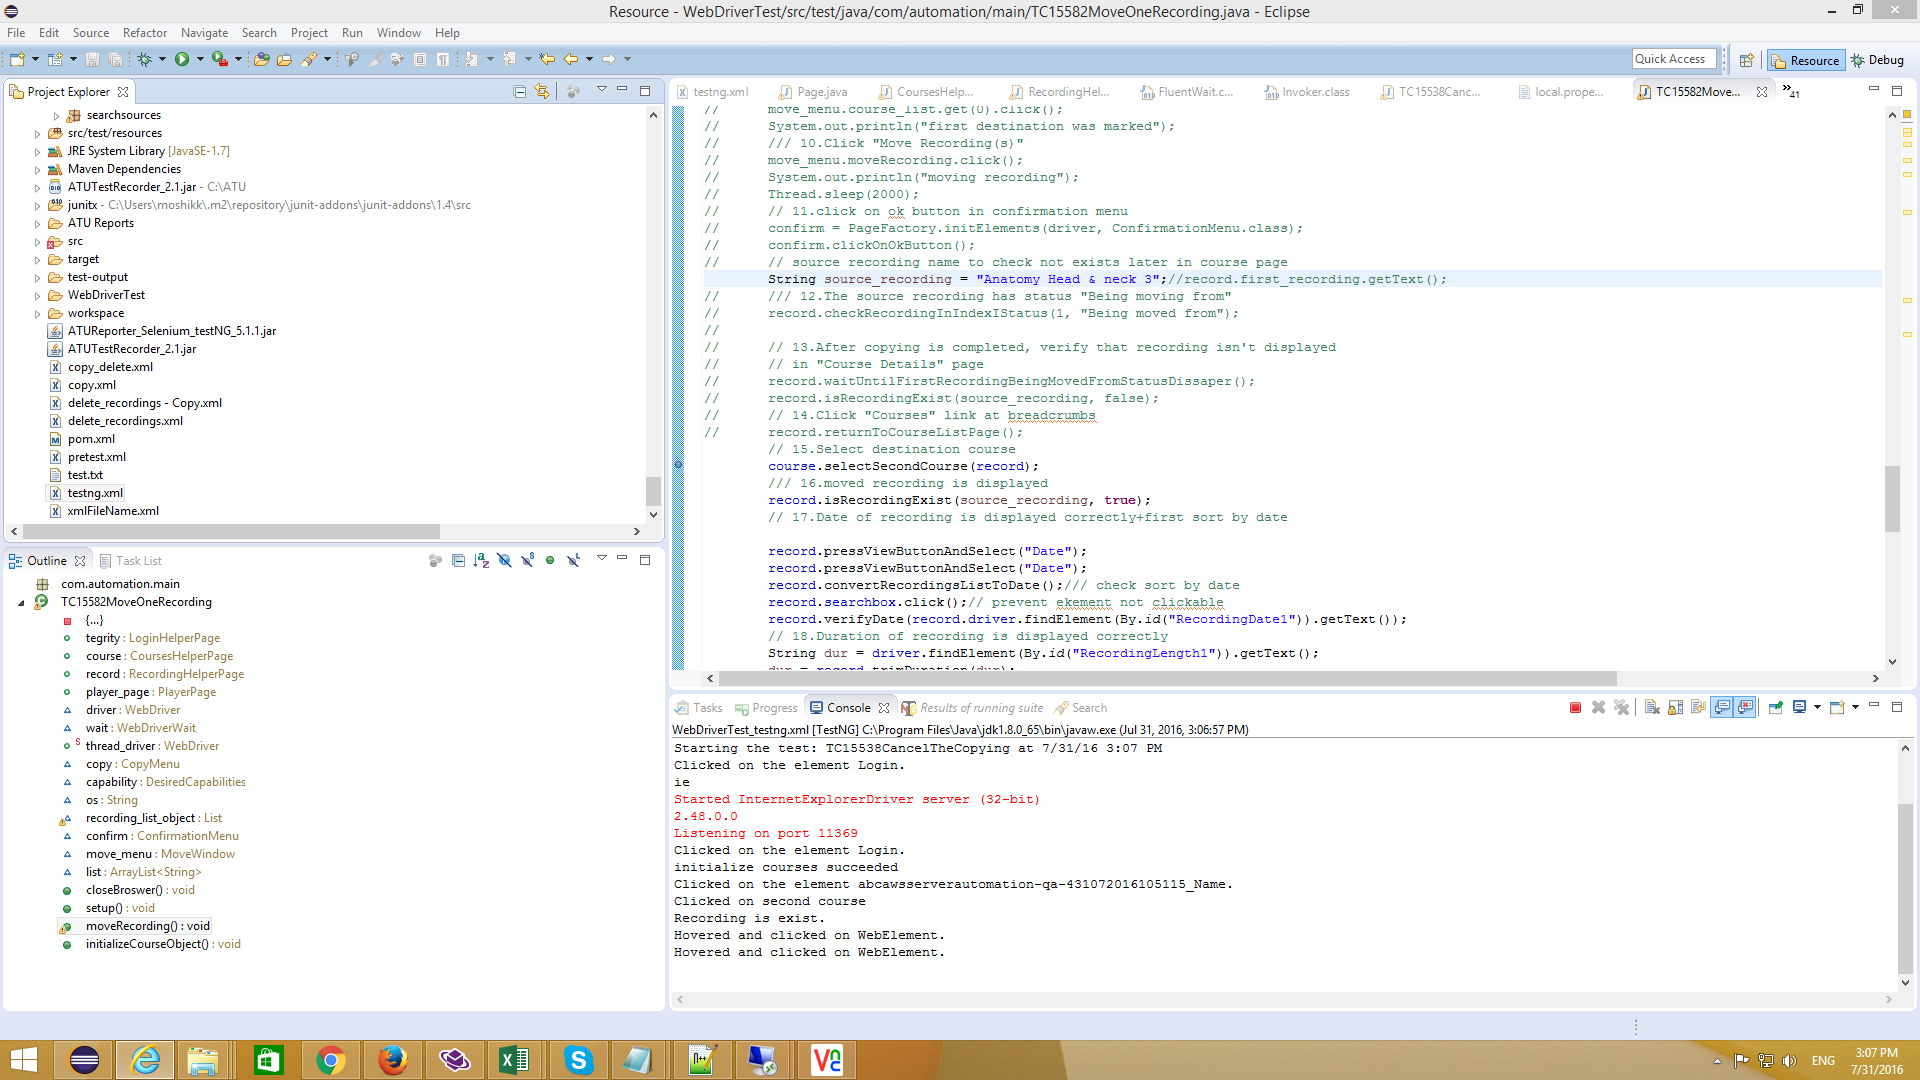 Resource - WebDriverTest/src/test/java/com/automation/main/TC15582MoveOneRecording.java - Eclipse
File Edit Source Refactor Navigate Search Project Run Window Help
Quick Access
Resource
Debug
Project Explorer
searchsources
src/test/resources
JRE System Library [JavaSE-1.7]
Maven Dependencies
ATUTestRecorder_2.1.jar - C:\ATU
junitx - C:\Users\moshikk\.m2\repository\junit-addons\junit-addons\1.4\src
ATU Reports
src
target
test-output
WebDriverTest
workspace
ATUReporter_Selenium_testNG_5.1.1.jar
ATUTestRecorder_2.1.jar
copy_delete.xml
copy.xml
delete_recordings - Copy.xml
delete_recordings.xml
pom.xml
pretest.xml
test.txt
testng.xml
xmlFileName.xml
Outline
Task List
com.automation.main
TC15582MoveOneRecording
{...}
tegrity : LoginHelperPage
course : CoursesHelperPage
record : RecordingHelperPage
player_page : PlayerPage
driver : WebDriver
wait : WebDriverWait
thread_driver : WebDriver
copy : CopyMenu
capability : DesiredCapabilities
os : String
recording_list_object : List
confirm : ConfirmationMenu
move_menu : MoveWindow
list : ArrayList<String>
closeBroswer() : void
setup() : void
moveRecording() : void
initializeCourseObject() : void
testng.xml Page.java CoursesHelp... RecordingHel... FluentWait.c... Invoker.class TC15538Canc... local.prope... TC15582Move... 41
// move_menu.course_list.get(0).click();
// System.out.println("first destination was marked");
// /// 10.Click "Move Recording(s)"
// move_menu.moveRecording.click();
// System.out.println("moving recording");
// Thread.sleep(2000);
// // 11.click on ok button in confirmation menu
// confirm = PageFactory.initElements(driver, ConfirmationMenu.class);
// confirm.clickOnOkButton();
// // source recording name to check not exists later in course page
String source_recording = "Anatomy Head & neck 3";//record.first_recording.getText();
// /// 12.The source recording has status "Being moving from"
// record.checkRecordingInIndexIStatus(1, "Being moved from");
//
// // 13.After copying is completed, verify that recording isn't displayed
// // in "Course Details" page
// record.waitUntilFirstRecordingBeingMovedFromStatusDissaper();
// record.isRecordingExist(source_recording, false);
// // 14.Click "Courses" link at breadcrumbs
// record.returnToCourseListPage();
// 15.Select destination course
course.selectSecondCourse(record);
/// 16.moved recording is displayed
record.isRecordingExist(source_recording, true);
// 17.Date of recording is displayed correctly+first sort by date
record.pressViewButtonAndSelect("Date");
record.pressViewButtonAndSelect("Date");
record.convertRecordingsListToDate();/// check sort by date
record.searchbox.click();// prevent ekement not clickable
record.verifyDate(record.driver.findElement(By.id("RecordingDate1")).getText());
// 18.Duration of recording is displayed correctly
String dur = driver.findElement(By.id("RecordingLength1")).getText();
dur = record.trimDuration(dur);
Tasks Progress Console Results of running suite Search
WebDriverTest_testng.xml [TestNG] C:\Program Files\Java\jdk1.8.0_65\bin\javaw.exe (Jul 31, 2016, 3:06:57 PM)
Starting the test: TC15538CancelTheCopying at 7/31/16 3:07 PM
Clicked on the element Login.
ie
Started InternetExplorerDriver server (32-bit)
2.48.0.0
Listening on port 11369
Clicked on the element Login.
initialize courses succeeded
Clicked on the element abcawsserverautomation-qa-431072016105115_Name.
Clicked on second course
Recording is exist.
Hovered and clicked on WebElement.
Hovered and clicked on WebElement.
ENG
3:07 PM
7/31/2016